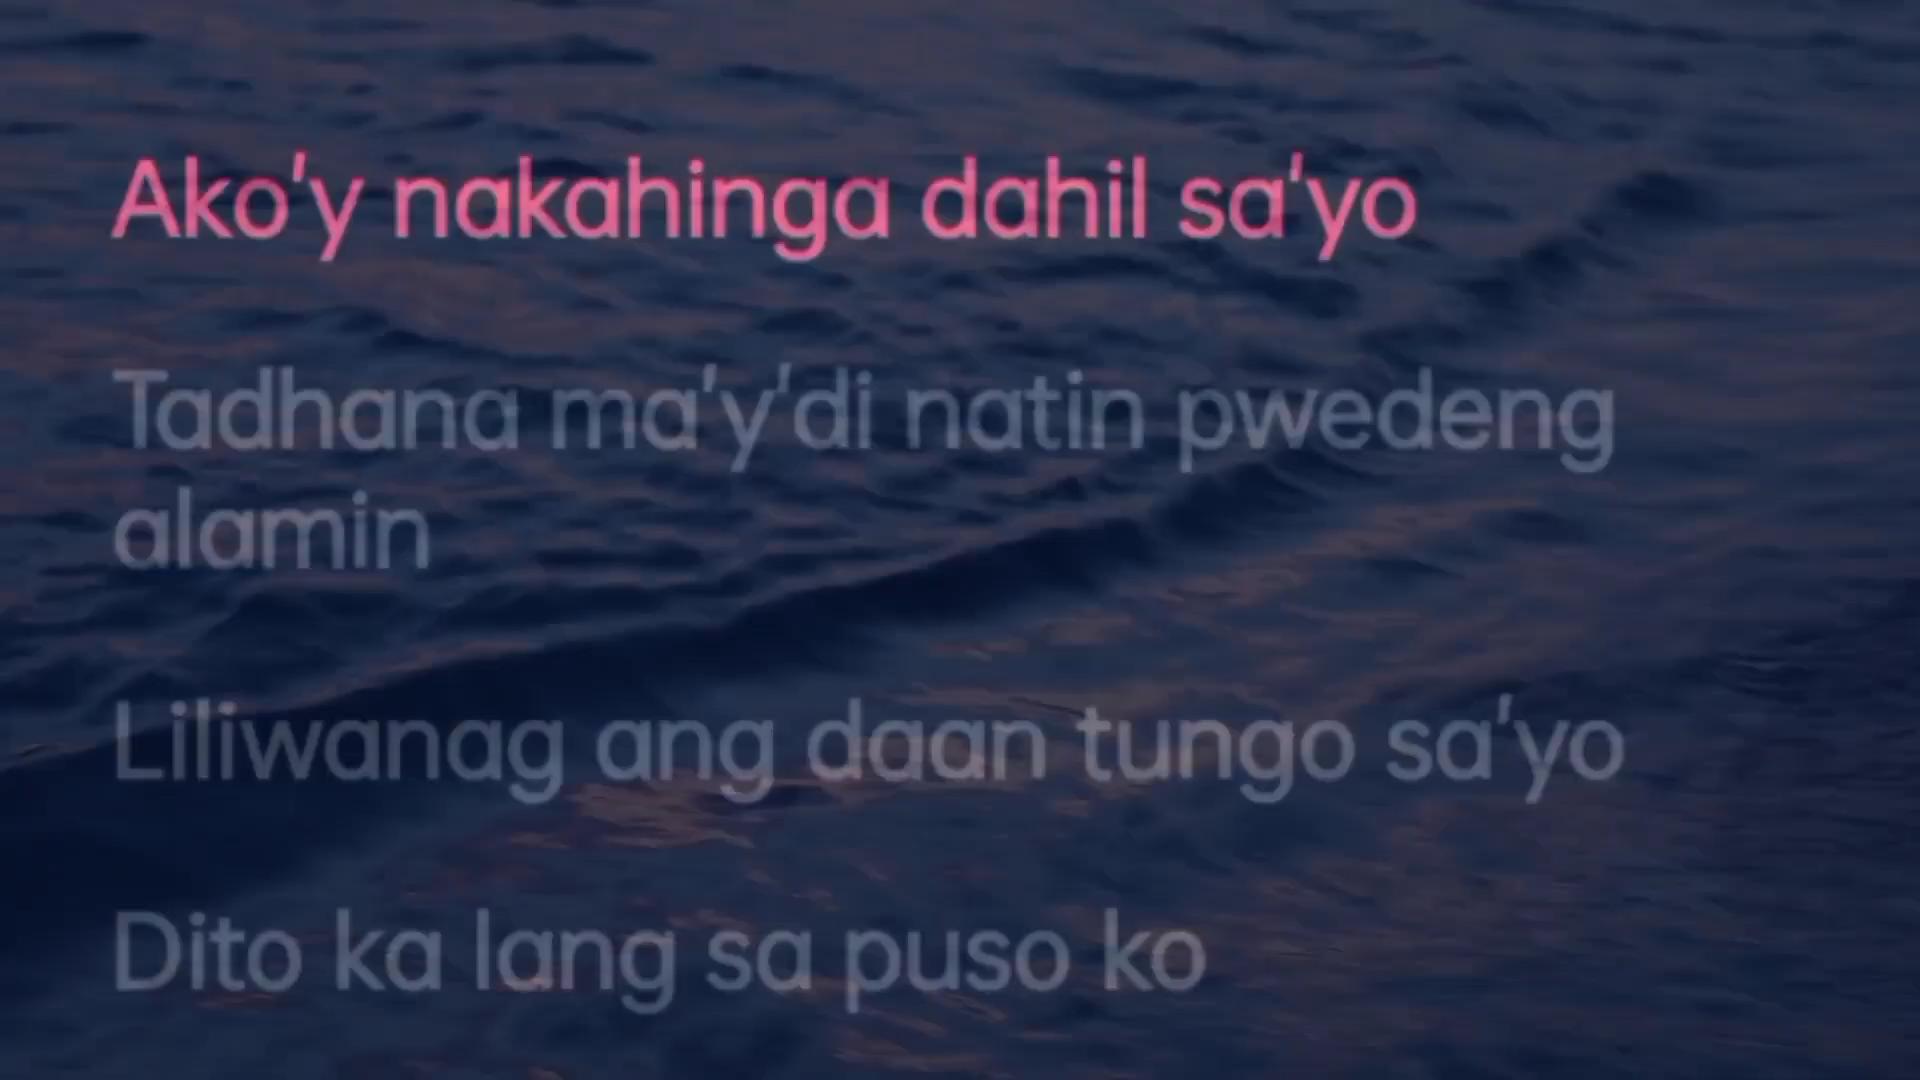 Ako'y nakahinga dahil sa'yo
Tadhana ma'y'di natin pwedeng
alamin
Liliwanag ang daan tungo sa'yo
Dito ka lang sa puso ko